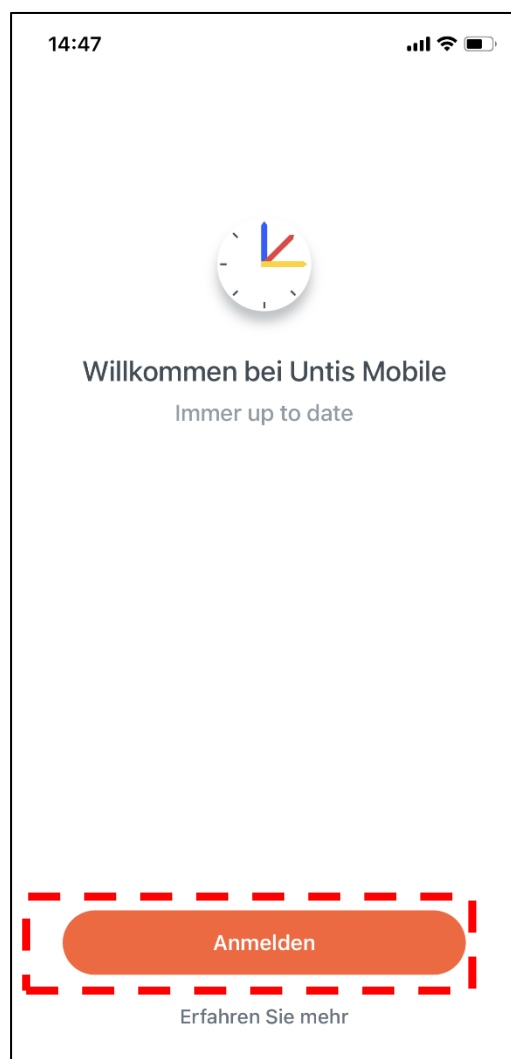 14:47
Willkommen bei Untis Mobile
Immer up to date
Anmelden
Erfahren Sie mehr